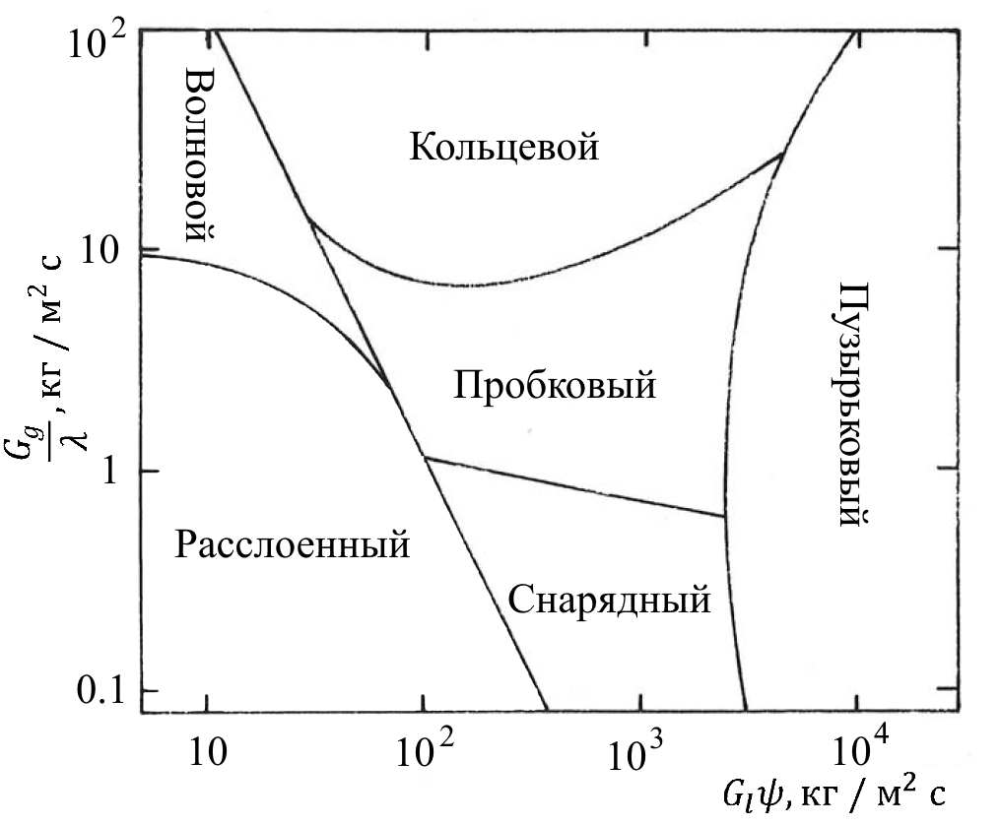 10²
Волновой
Кольцевой
10
Пузырьковый
G_g/λ, кг / м² с
Пробковый
1
Расслоенный
Снарядный
0.1
10 10² 10³ 10⁴
G_lψ, кг / м² с